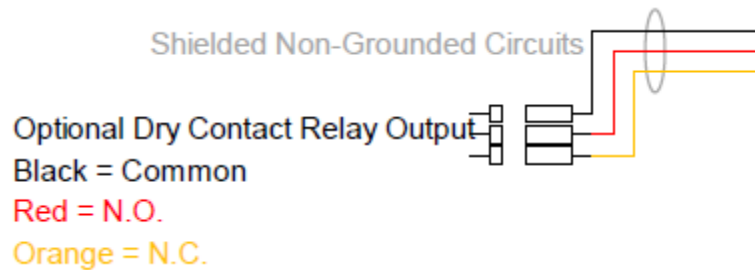 Shielded Non-Grounded Circuits
Optional Dry Contact Relay Output
Black = Common
Red = N.O.
Orange = N.C.